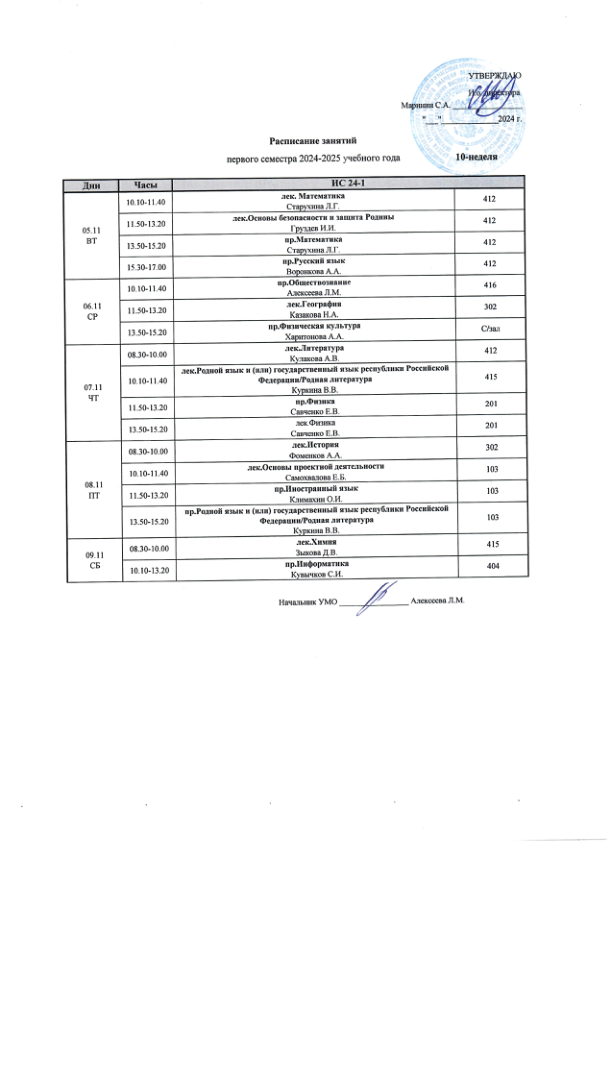 УТВЕРЖДАЮ
И.о. директора
Маринин С.А. _______________
"___"_______________2024 г.
Расписание занятий
первого семестра 2024-2025 учебного года 10-неделя
Дни Часы ИС 24-1
05.11
ВТ
10.10-11.40 лек. Математика 412
Старухина Л.Г.
11.50-13.20 лек.Основы безопасности и защита Родины 412
Груздев И.И.
13.50-15.20 пр.Математика 412
Старухина Л.Г.
15.30-17.00 пр.Русский язык 412
Воронкова А.А.
06.11
СР
10.10-11.40 пр.Обществознание 416
Алексеева Л.М.
11.50-13.20 лек.География 302
Казакова Н.А.
13.50-15.20 пр.Физическая культура С/зал
Харитонова А.А.
07.11
ЧТ
08.30-10.00 лек.Литература 412
Кулакова А.В.
10.10-11.40 лек.Родной язык и (или) государственный язык республики Российской 415
Федерации/Родная литература
Куркина В.В.
11.50-13.20 пр.Физика 201
Савченко Е.В.
13.50-15.20 лек Физика 201
Савченко Е.В.
08.11
ПТ
08.30-10.00 лек.История 302
Фоменков А.А.
10.10-11.40 лек.Основы проектной деятельности 103
Самохвалова Е.Б.
11.50-13.20 пр.Иностранный язык 103
Климахин О.И.
13.50-15.20 пр.Родной язык и (или) государственный язык республики Российской 103
Федерации/Родная литература
Куркина В.В.
09.11
СБ
08.30-10.00 лек.Химия 415
Зыкова Д.В.
10.10-13.20 пр.Информатика 404
Кувычков С.И.
Начальник УМО _______________ Алексеева Л.М.